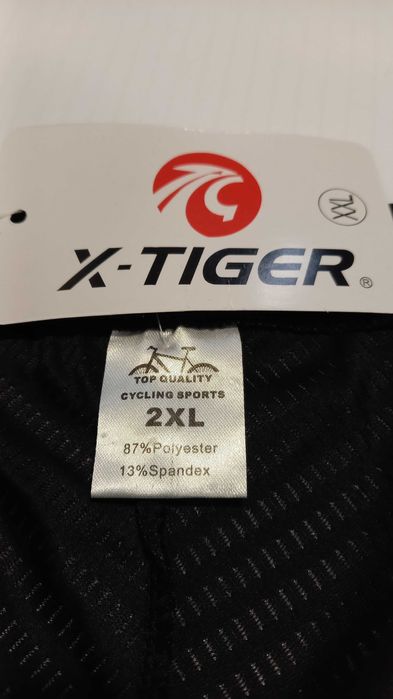 XXL
X-TIGER®
TOP QUALITY
CYCLING SPORTS
2XL
87%Polyester
13%Spandex